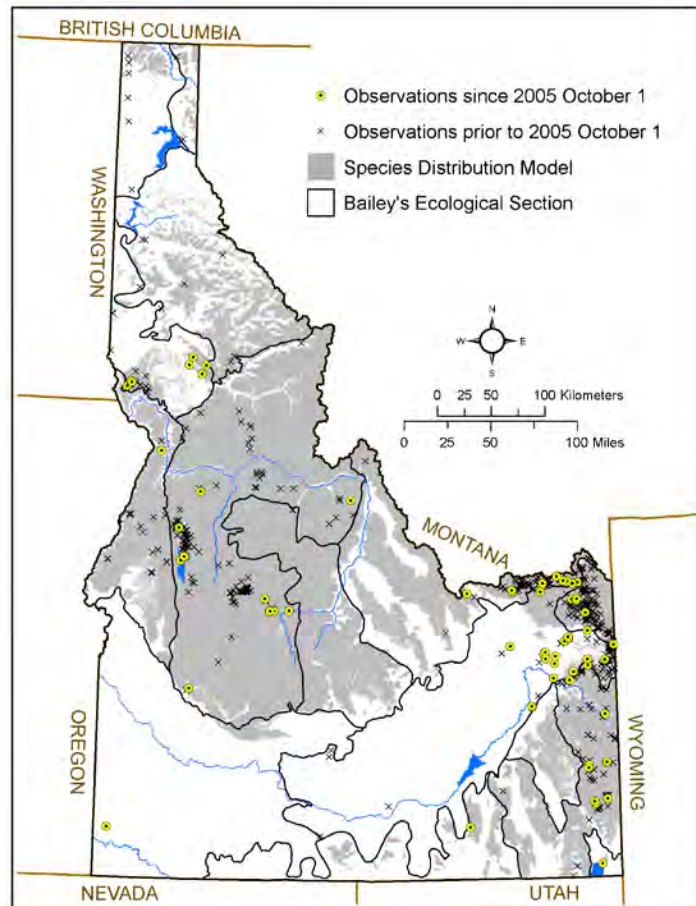 BRITISH COLUMBIA
Observations since 2005 October 1
Observations prior to 2005 October 1
Species Distribution Model
Bailey's Ecological Section
WASHINGTON
N
W E
S
0 25 50 100 Kilometers
0 25 50 100 Miles
MONTANA
OREGON
WYOMING
NEVADA
UTAH